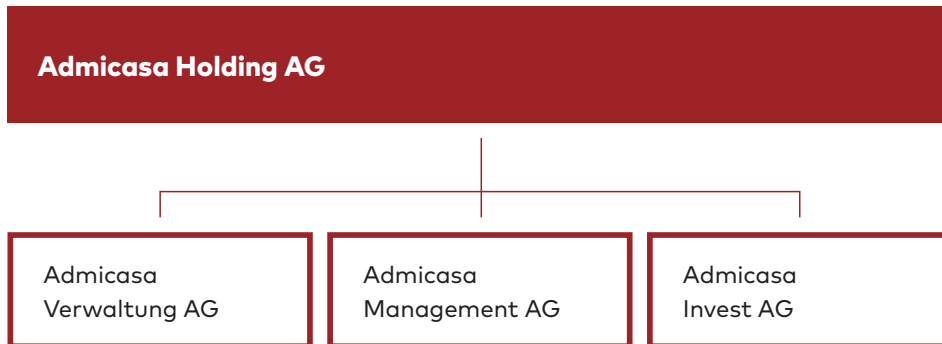 Admicasa Holding AG
Admicasa
Verwaltung AG
Admicasa
Management AG
Admicasa
Invest AG